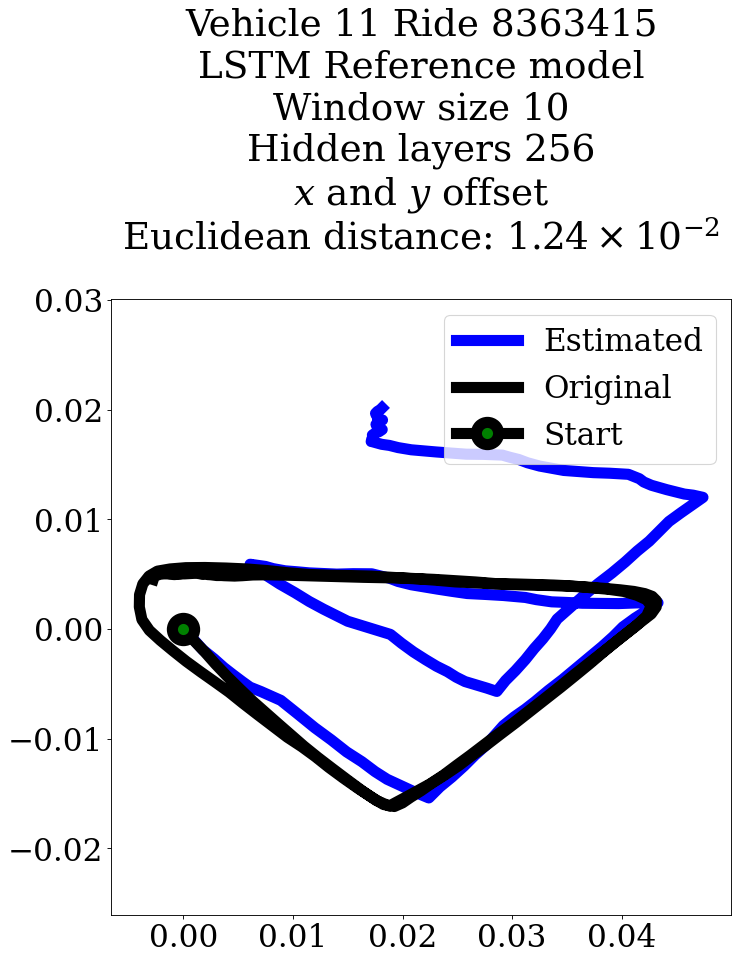 Vehicle 11 Ride 8363415
LSTM Reference model
Window size 10
Hidden layers 256
x and y offset
Euclidean distance: 1.24 × 10⁻²
0.03
0.02
0.01
0.00
−0.01
−0.02
Estimated
Original
Start
0.00 0.01 0.02 0.03 0.04